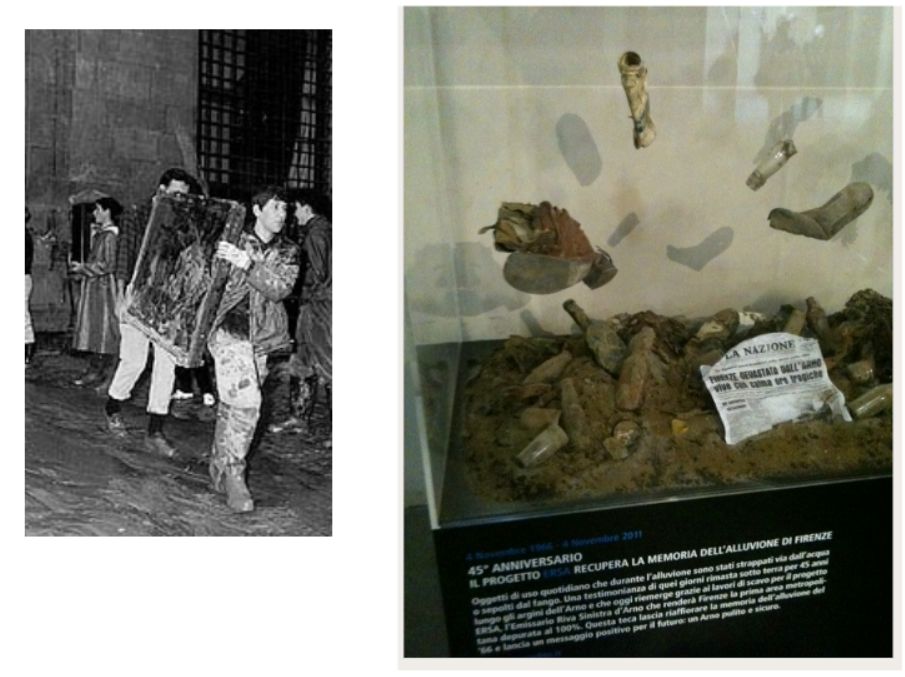 LA NAZIONE
FIRENZE DEVASTATA DALL'ARNO
vive con calma ore tragiche
4 Novembre 1966 - 4 Novembre 2011
45° ANNIVERSARIO
IL PROGETTO ERSA RECUPERA LA MEMORIA DELL'ALLUVIONE DI FIRENZE
Oggetti di uso quotidiano che durante l'alluvione sono stati strappati via dall'acqua
o sepolti dal fango. Una testimonianza di quei giorni rimasta sotto terra per 45 anni
lungo gli argini dell'Arno e che oggi riemerge grazie ai lavori di scavo per il progetto
ERSA, l'Emissario Riva Sinistra d'Arno che renderà Firenze la prima area metropoli-
tana depurata al 100%. Questa teca lascia riaffiorare la memoria dell'alluvione del
'66 e lancia un messaggio positivo per il futuro: un Arno pulito e sicuro.